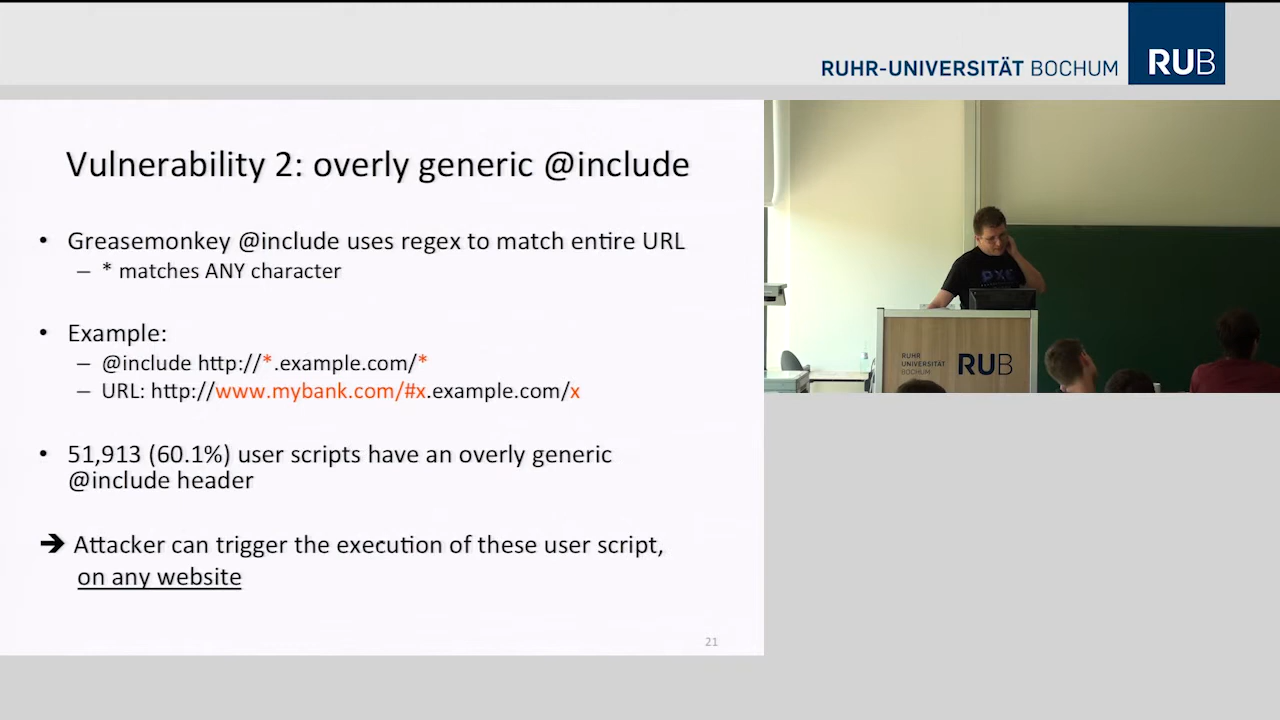 RUHR-UNIVERSITÄT BOCHUM
RUB
Vulnerability 2: overly generic @include
• Greasemonkey @include uses regex to match entire URL
– * matches ANY character
• Example:
– @include http://*.example.com/*
– URL: http://www.mybank.com/#x.example.com/x
• 51,913 (60.1%) user scripts have an overly generic
@include header
➔ Attacker can trigger the execution of these user script,
on any website
21
RUHR
UNIVERSITÄT
BOCHUM
RUB